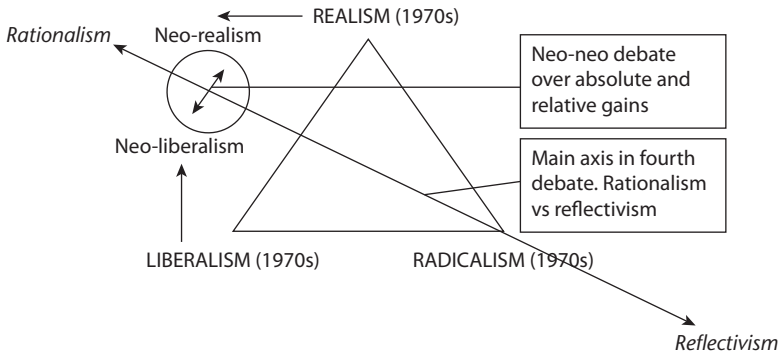 REALISM (1970s)
Rationalism
Neo-realism
Neo-neo debate
over absolute and
relative gains
Neo-liberalism
Main axis in fourth
debate. Rationalism
vs reflectivism
LIBERALISM (1970s)
RADICALISM (1970s)
Reflectivism